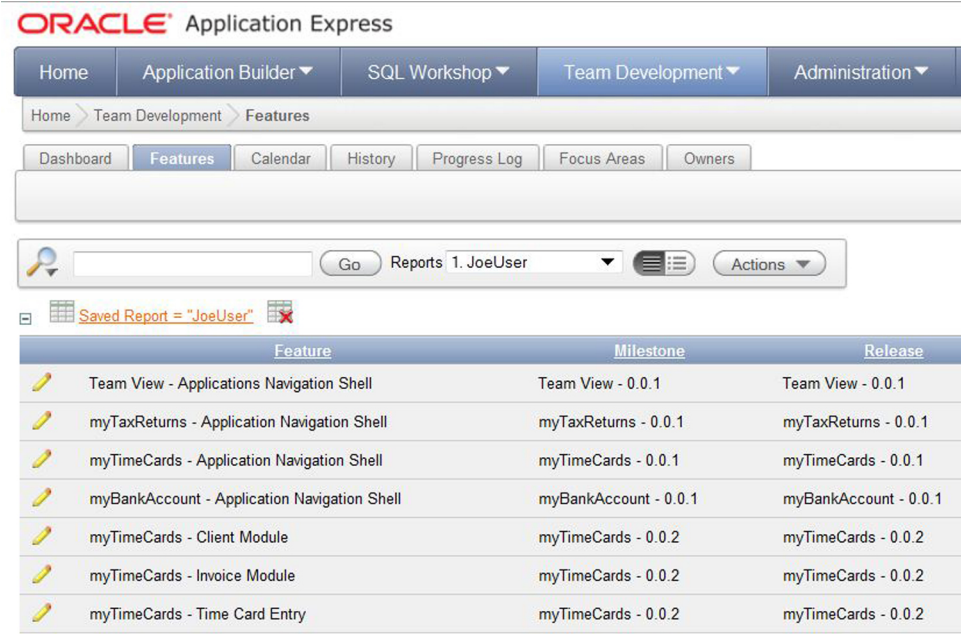 ORACLE® Application Express
Home Application Builder SQL Workshop Team Development Administration
Home Team Development Features
Dashboard Features Calendar History Progress Log Focus Areas Owners
Go Reports 1. JoeUser Actions
Saved Report = "JoeUser"
Feature Milestone Release
Team View - Applications Navigation Shell Team View - 0.0.1 Team View - 0.0.1
myTaxReturns - Application Navigation Shell myTaxReturns - 0.0.1 myTaxReturns - 0.0.1
myTimeCards - Application Navigation Shell myTimeCards - 0.0.1 myTimeCards - 0.0.1
myBankAccount - Application Navigation Shell myBankAccount - 0.0.1 myBankAccount - 0.0.1
myTimeCards - Client Module myTimeCards - 0.0.2 myTimeCards - 0.0.2
myTimeCards - Invoice Module myTimeCards - 0.0.2 myTimeCards - 0.0.2
myTimeCards - Time Card Entry myTimeCards - 0.0.2 myTimeCards - 0.0.2